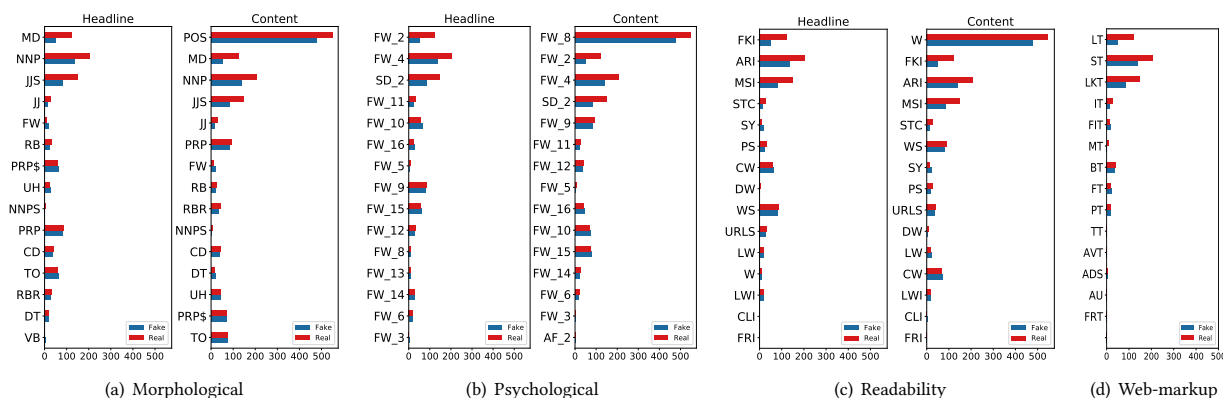 Headline
MD
NNP
JJS
JJ
FW
RB
PRP$
UH
NNPS
PRP
CD
TO
RBR
DT
VB
0 100 200 300 400 500
Fake
Real
Content
POS
MD
NNP
JJS
JJ
PRP
FW
RB
RBR
NNPS
CD
DT
UH
PRP$
TO
0 100 200 300 400 500
Fake
Real
(a) Morphological
Headline
FW_2
FW_4
SD_2
FW_11
FW_10
FW_16
FW_5
FW_9
FW_15
FW_12
FW_8
FW_13
FW_14
FW_6
FW_3
0 100 200 300 400 500
Fake
Real
Content
FW_8
FW_2
FW_4
SD_2
FW_9
FW_11
FW_12
FW_5
FW_16
FW_10
FW_15
FW_14
FW_6
FW_3
AF_2
0 100 200 300 400 500
Fake
Real
(b) Psychological
Headline
FKI
ARI
MSI
STC
SY
PS
CW
DW
WS
URLS
LW
W
LWI
CLI
FRI
0 100 200 300 400 500
Fake
Real
Content
W
FKI
ARI
MSI
STC
WS
SY
PS
URLS
DW
LW
CW
LWI
CLI
FRI
0 100 200 300 400 500
Fake
Real
(c) Readability
LT
ST
LKT
IT
FIT
MT
BT
FT
PT
TT
AVT
ADS
AU
FRT
0 100 200 300 400 500
Fake
Real
(d) Web-markup